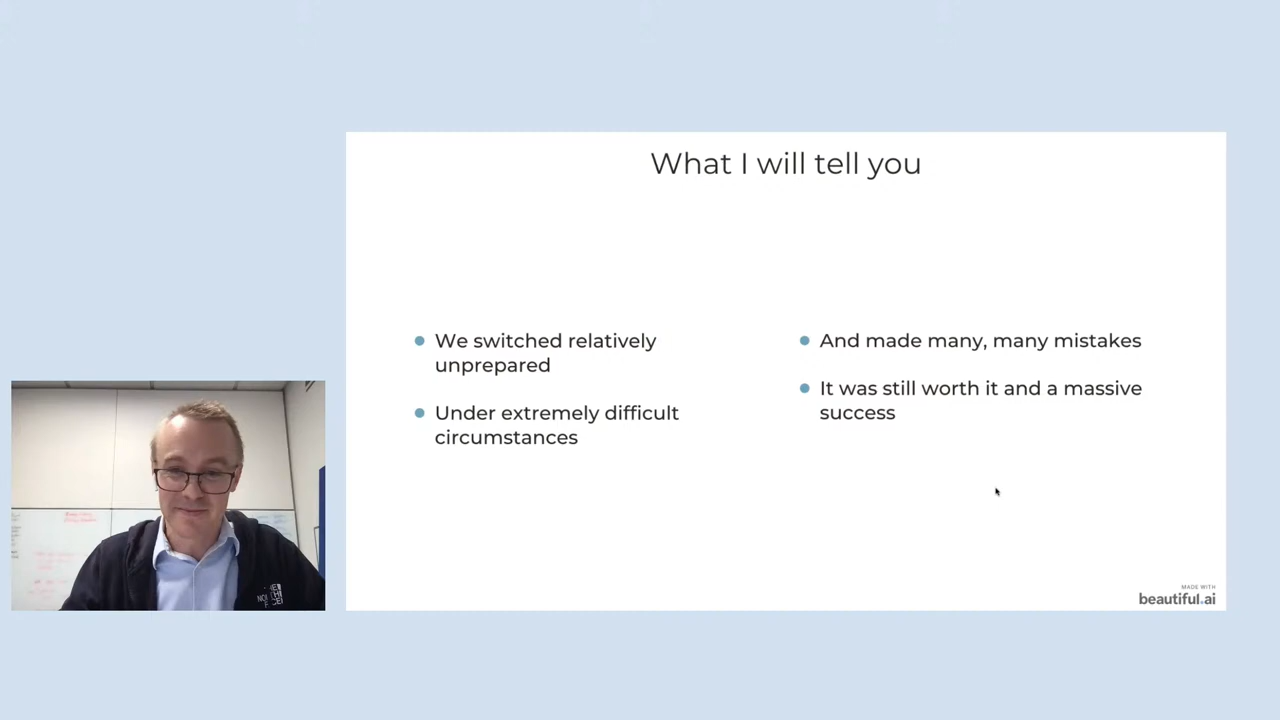 What I will tell you
We switched relatively
unprepared
Under extremely difficult
circumstances
And made many, many mistakes
It was still worth it and a massive
success
MADE WITH
beautiful.ai